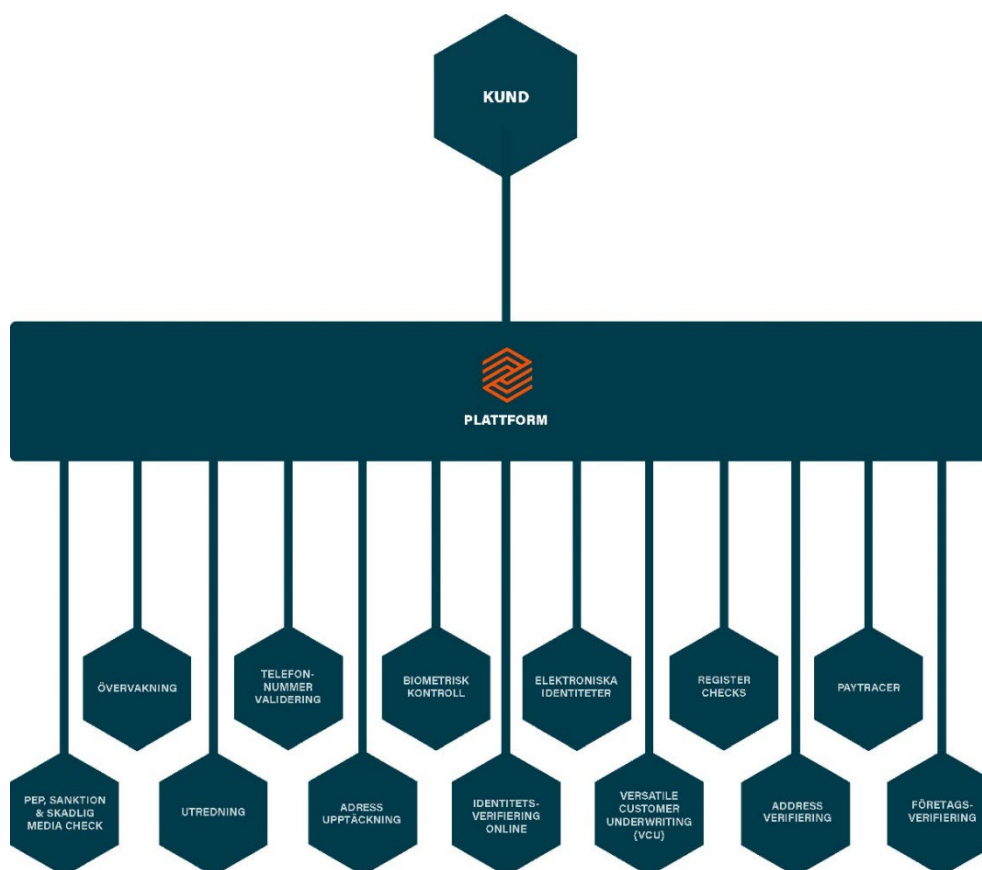 KUND
PLATTFORM
ÖVERVAKNING
TELEFON-
NUMMER
VALIDERING
BIOMETRISK
KONTROLL
ELEKTRONISKA
IDENTITETER
REGISTER
CHECKS
PAYTRACER
PEP, SANKTION
& SKADLIG
MEDIA CHECK
UTREDNING
ADRESS
UPPTÄCKNING
IDENTITETS-
VERIFIERING
ONLINE
VERSATILE
CUSTOMER
UNDERWRITING
(VCU)
ADDRESS
VERIFIERING
FÖRETAGS-
VERIFIERING